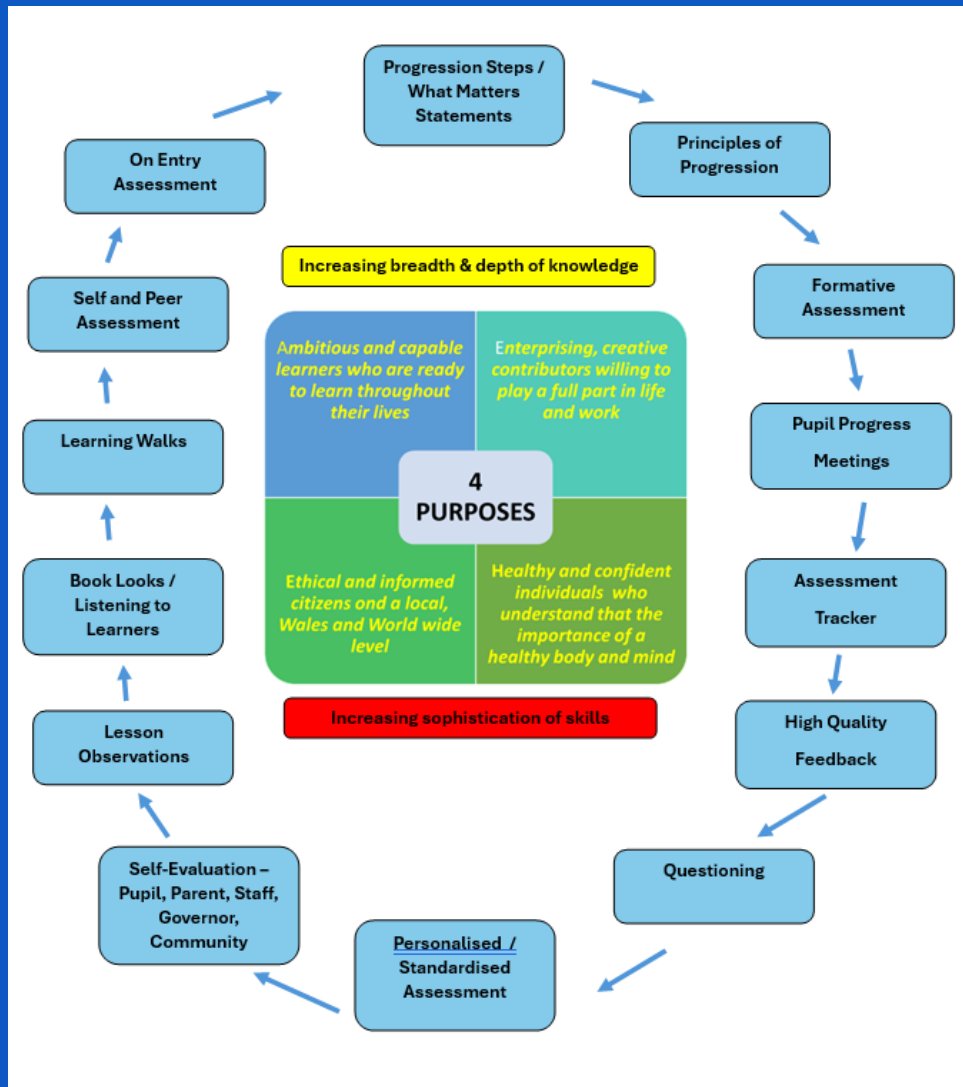 Progression Steps /
What Matters
Statements
Principles of
Progression
Formative
Assessment
Pupil Progress
Meetings
Assessment
Tracker
High Quality
Feedback
Questioning
Personalised /
Standardised
Assessment
Self-Evaluation –
Pupil, Parent, Staff,
Governor,
Community
Lesson
Observations
Book Looks /
Listening to
Learners
Learning Walks
Self and Peer
Assessment
On Entry
Assessment
Increasing breadth & depth of knowledge
Ambitious and capable
learners who are ready
to learn throughout
their lives
Enterprising, creative
contributors willing to
play a full part in life
and work
4
PURPOSES
Ethical and informed
citizens ond a local,
Wales and World wide
level
Healthy and confident
individuals who
understand that the
importance of a
healthy body and mind
Increasing sophistication of skills